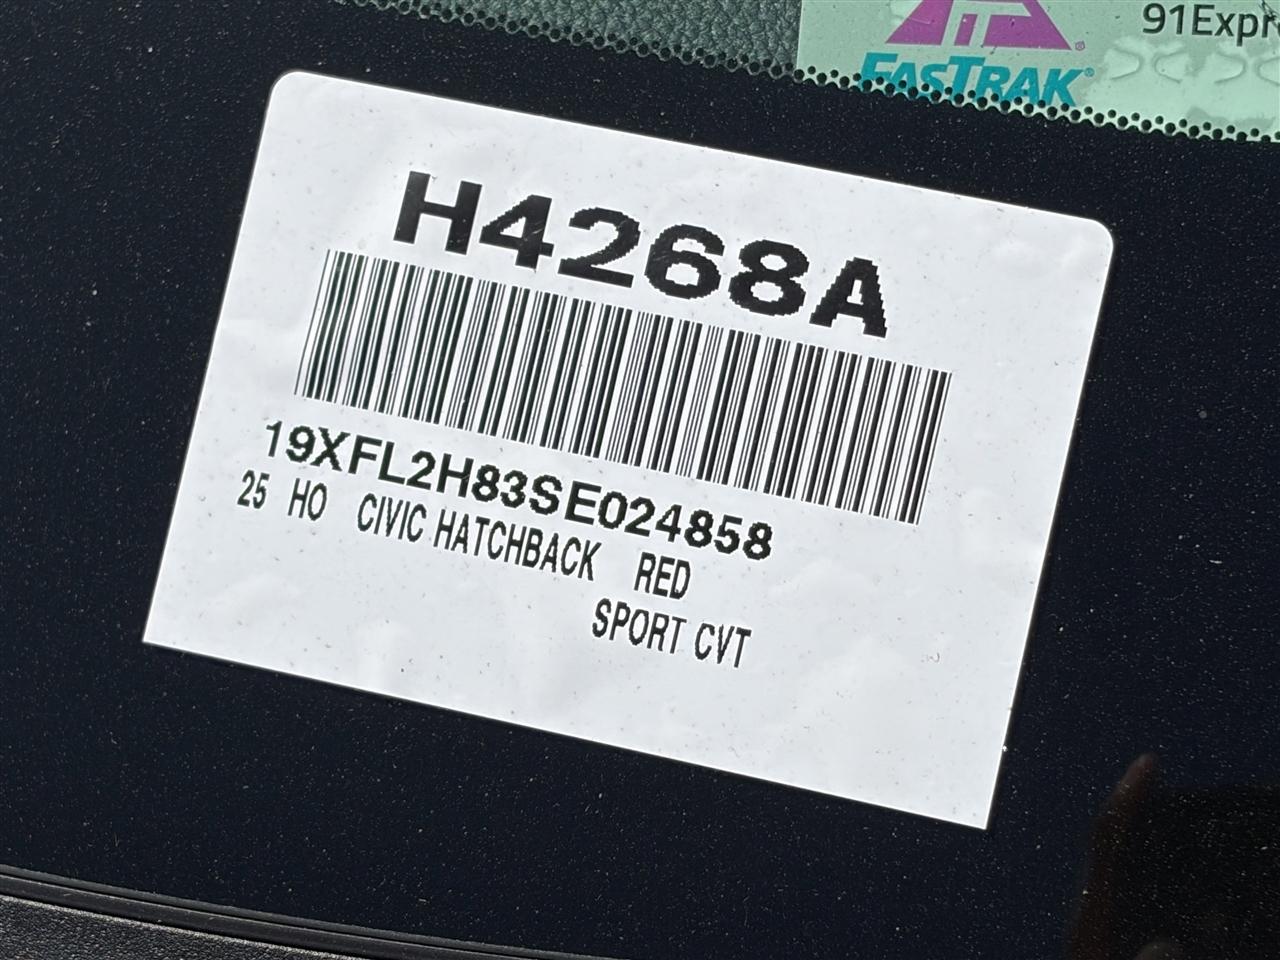 91Expr
FASTRAK
H4268A
19XFL2H83SE024858
25 HO CIVIC HATCHBACK RED
SPORT CVT